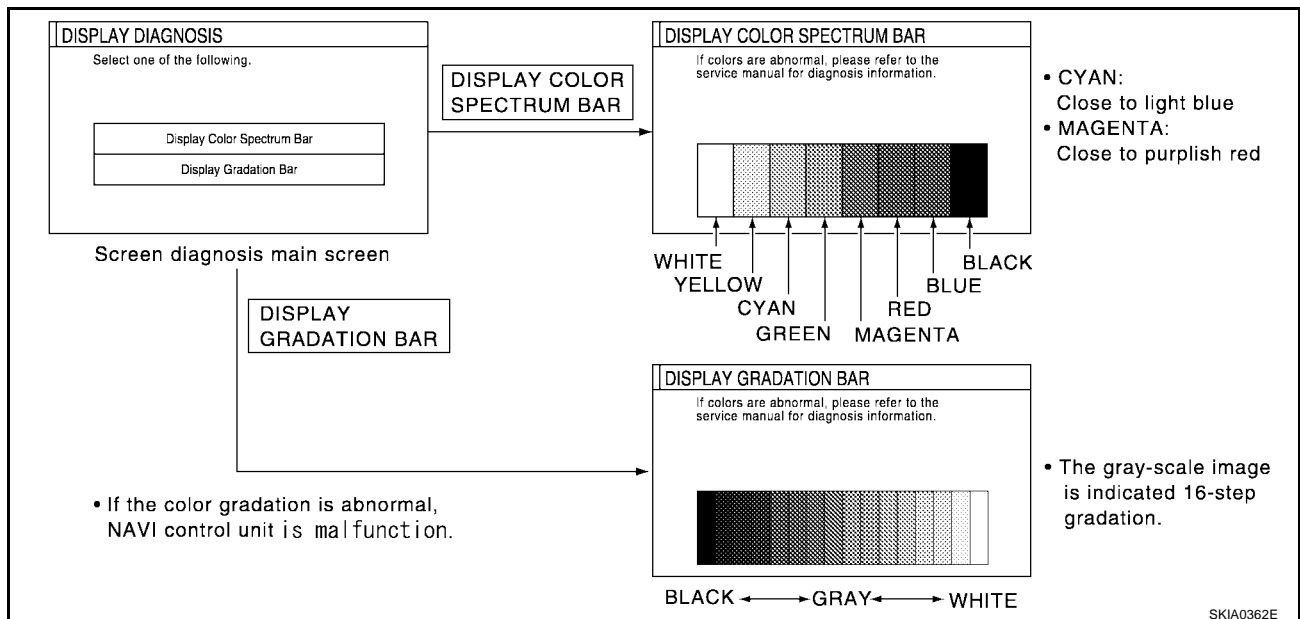 DISPLAY DIAGNOSIS
Select one of the following.
Display Color Spectrum Bar
Display Gradation Bar
Screen diagnosis main screen
DISPLAY COLOR
SPECTRUM BAR
DISPLAY COLOR SPECTRUM BAR
If colors are abnormal, please refer to the
service manual for diagnosis information.
WHITE
YELLOW
CYAN
GREEN
MAGENTA
RED
BLUE
BLACK
• CYAN:
Close to light blue
• MAGENTA:
Close to purplish red
DISPLAY
GRADATION BAR
• If the color gradation is abnormal,
NAVI control unit is malfunction.
DISPLAY GRADATION BAR
If colors are abnormal, please refer to the
service manual for diagnosis information.
BLACK GRAY WHITE
• The gray-scale image
is indicated 16-step
gradation.
SKIA0362E